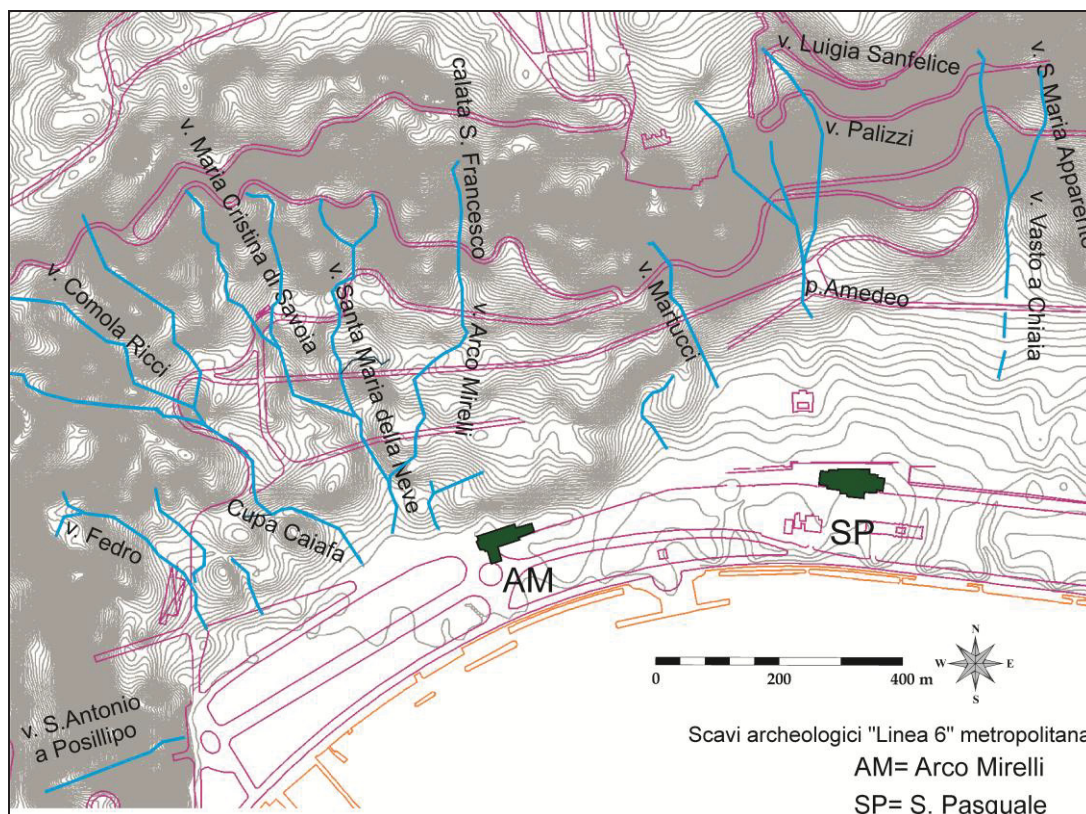 v. Luigia Sanfelice
v. S.Maria Apparente
calata S. Francesco
v. Palizzi
v. Maria Cristina di Savoia
v. Vasto a Chiaia
v. Comola Ricci
v. Santa Maria della Neve
v. Arco Mirelli
v. Martucci
p.Amedeo
v. Fedro
Cupa Caiafa
AM
SP
v. S.Antonio
a Posillipo
N
W
E
S
0 200 400 m
Scavi archeologici "Linea 6" metropolitana
AM= Arco Mirelli
SP= S. Pasquale